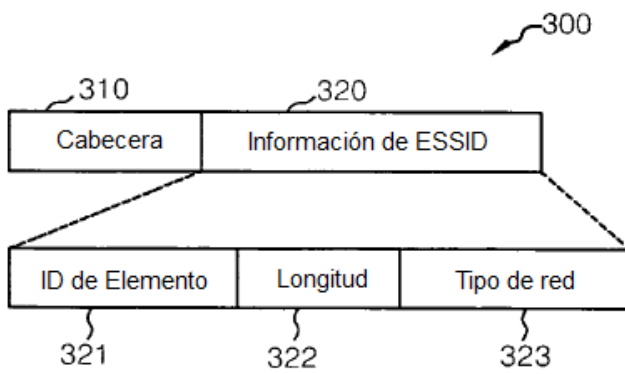 300
310 320
Cabecera Información de ESSID
ID de Elemento Longitud Tipo de red
321 322 323